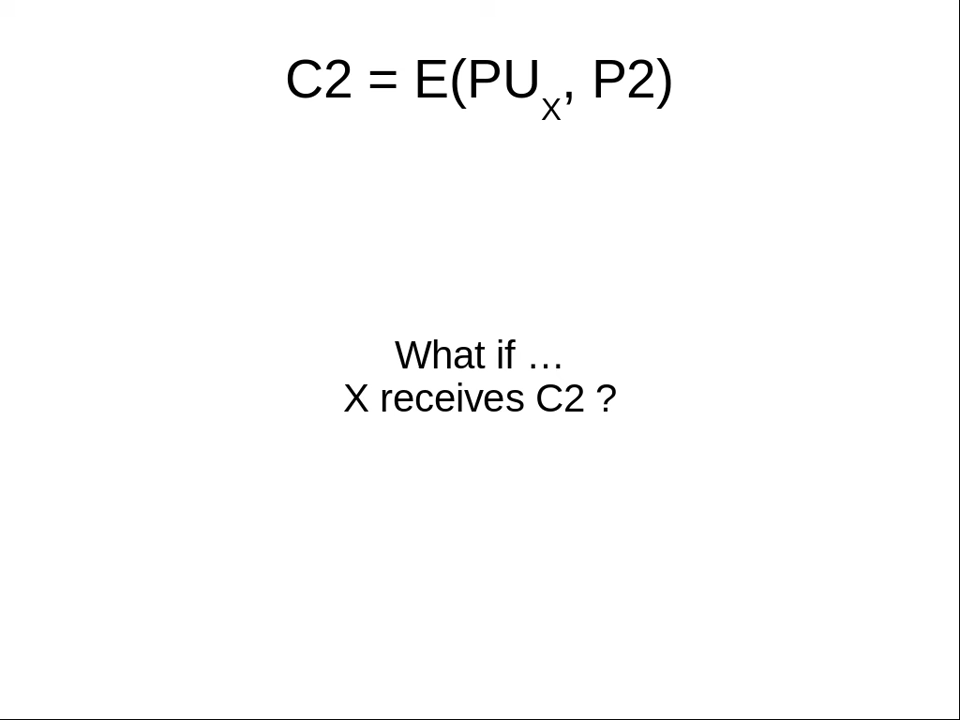 C2 = E(PUX, P2)
What if …
X receives C2 ?